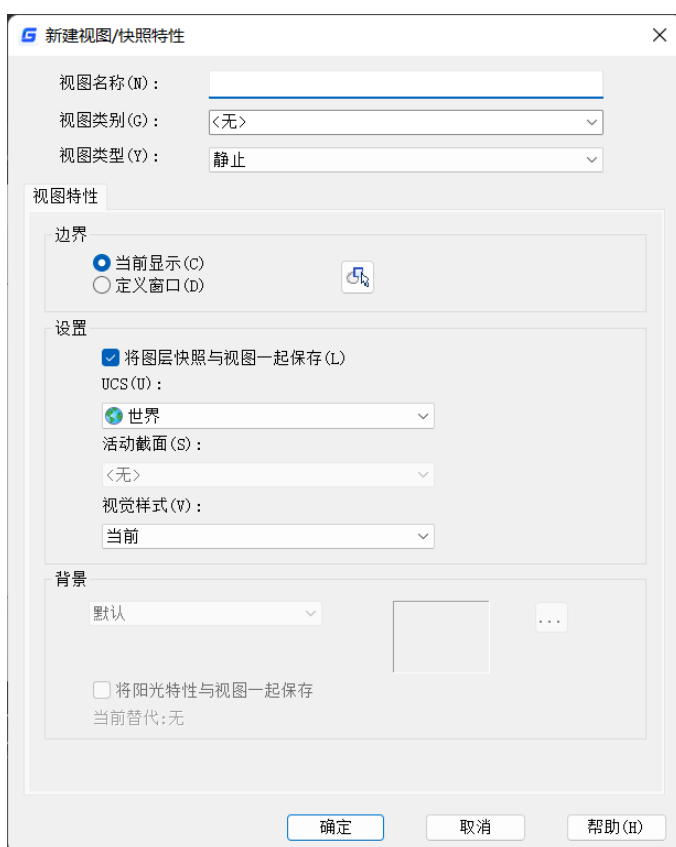 新建视图/快照特性
视图名称(N):
视图类别(G): <无>
视图类型(Y): 静止
视图特性
边界
当前显示(C)
定义窗口(D)
设置
将图层快照与视图一起保存(L)
UCS(U):
世界
活动截面(S):
<无>
视觉样式(V):
当前
背景
默认
...
将阳光特性与视图一起保存
当前替代:无
确定 取消 帮助(H)